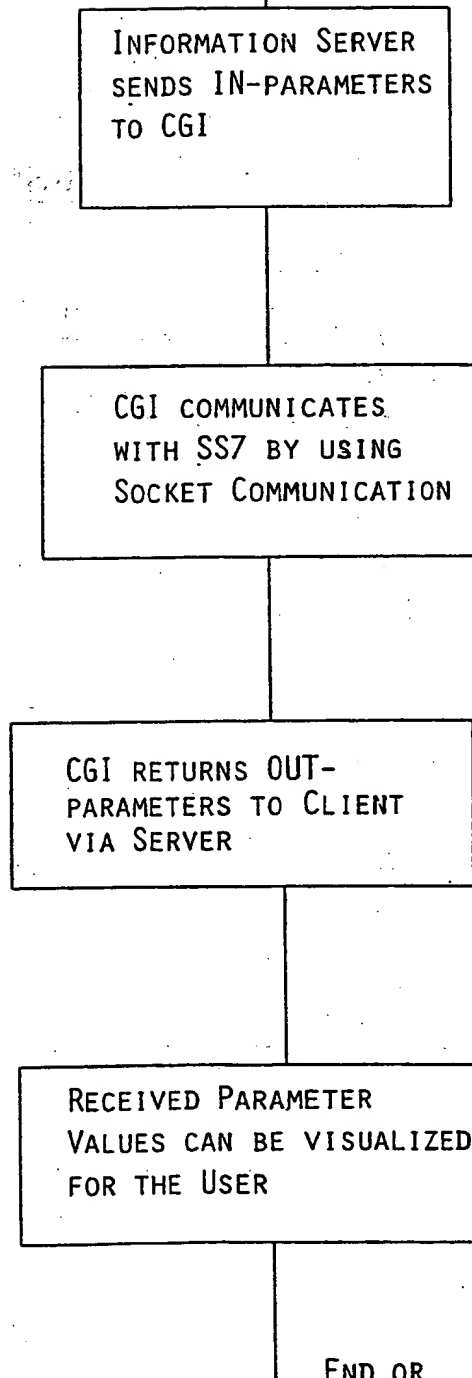 INFORMATION SERVER
SENDS IN-PARAMETERS
TO CGI
CGI COMMUNICATES
WITH SS7 BY USING
SOCKET COMMUNICATION
CGI RETURNS OUT-
PARAMETERS TO CLIENT
VIA SERVER
RECEIVED PARAMETER
VALUES CAN BE VISUALIZED
FOR THE USER
END OR